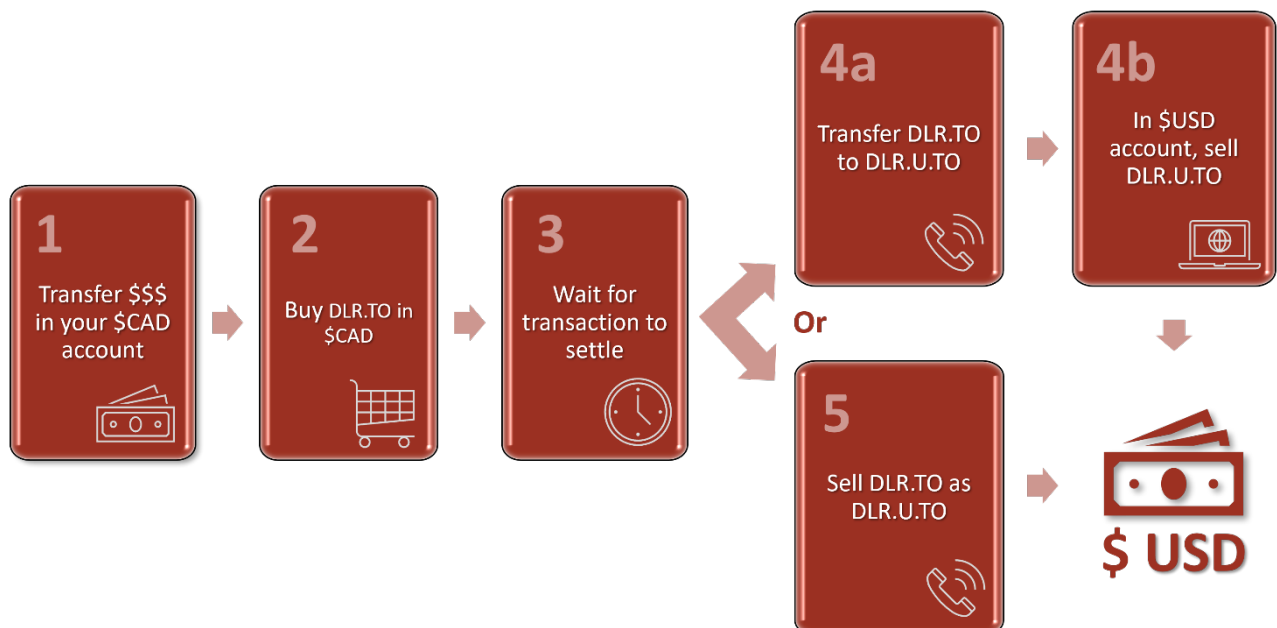 1
Transfer $$$
in your $CAD
account
2
Buy DLR.TO in
$CAD
3
Wait for
transaction to
settle
4a
Transfer DLR.TO
to DLR.U.TO
4b
In $USD
account, sell
DLR.U.TO
Or
5
Sell DLR.TO as
DLR.U.TO
$ USD